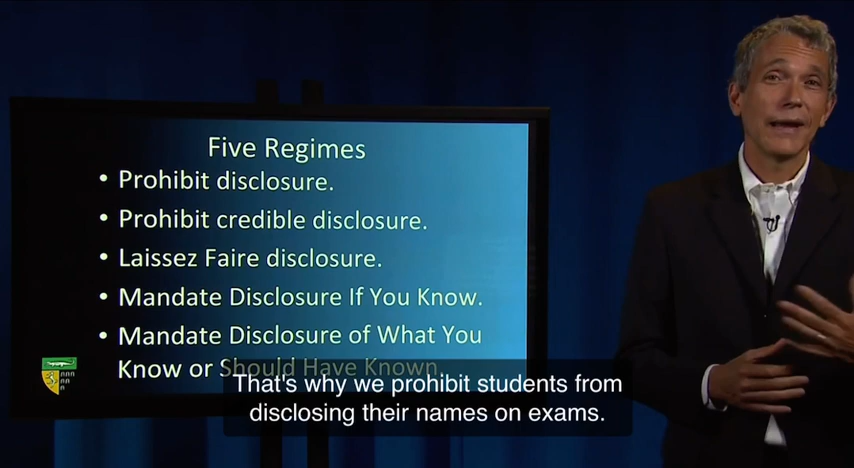 Five Regimes
• Prohibit disclosure.
• Prohibit credible disclosure.
• Laissez Faire disclosure.
• Mandate Disclosure If You Know.
• Mandate Disclosure of What You
Know or Should Have Known.
That's why we prohibit students from
disclosing their names on exams.